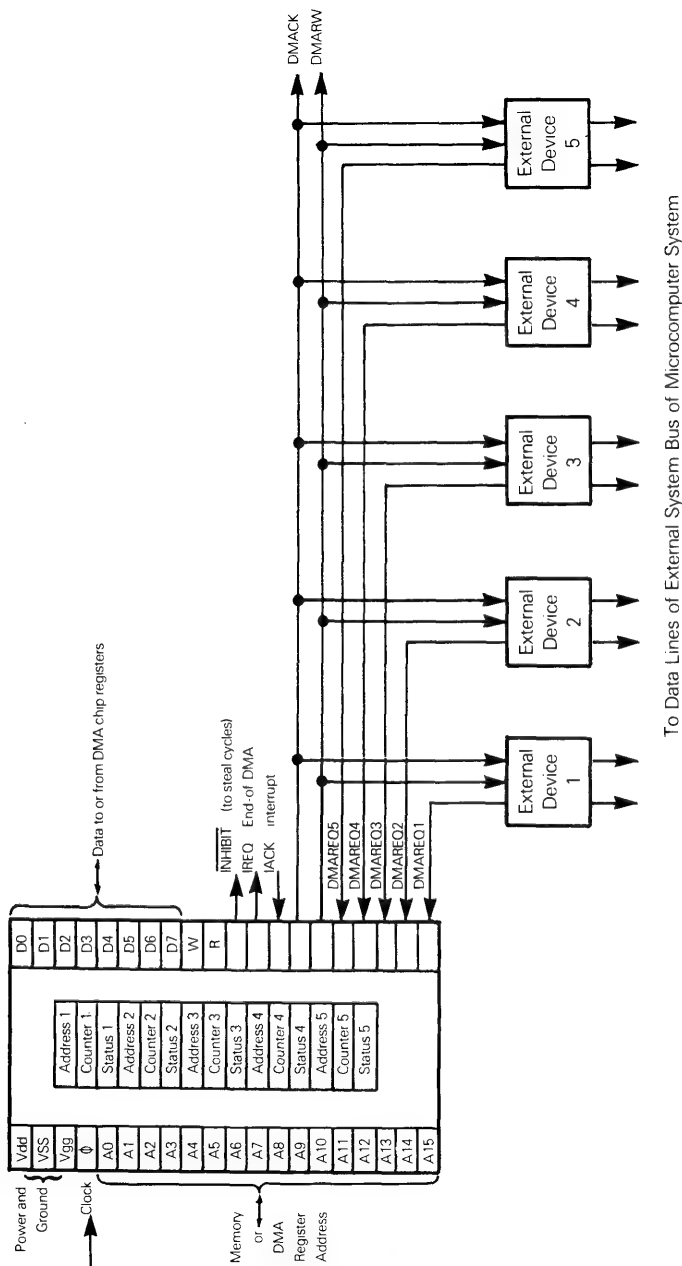 Power and
Ground
Clock
Memory
or
DMA
Register
Address
Vdd
VSS
Vgg
Φ
A0
A1
A2
A3
A4
A5
A6
A7
A8
A9
A10
A11
A12
A13
A14
A15
Address 1
Counter 1.
Status 1
Address 2
Counter 2
Status 2
Address 3
Counter 3
Status 3
Address 4
Counter 4
Status 4
Address 5
Counter 5
Status 5
D0
D1
D2
D3
D4
D5
D6
D7
W
R
Data to or from DMA chip registers
INHIBIT (to steal cycles)
IREQ End-of DMA
IACK interrupt
DMAREQ5
DMAREQ4
DMAREQ3
DMAREQ2
DMAREQ1
DMACK
DMARW
External
Device
1
External
Device
2
External
Device
3
External
Device
4
External
Device
5
To Data Lines of External System Bus of Microcomputer System